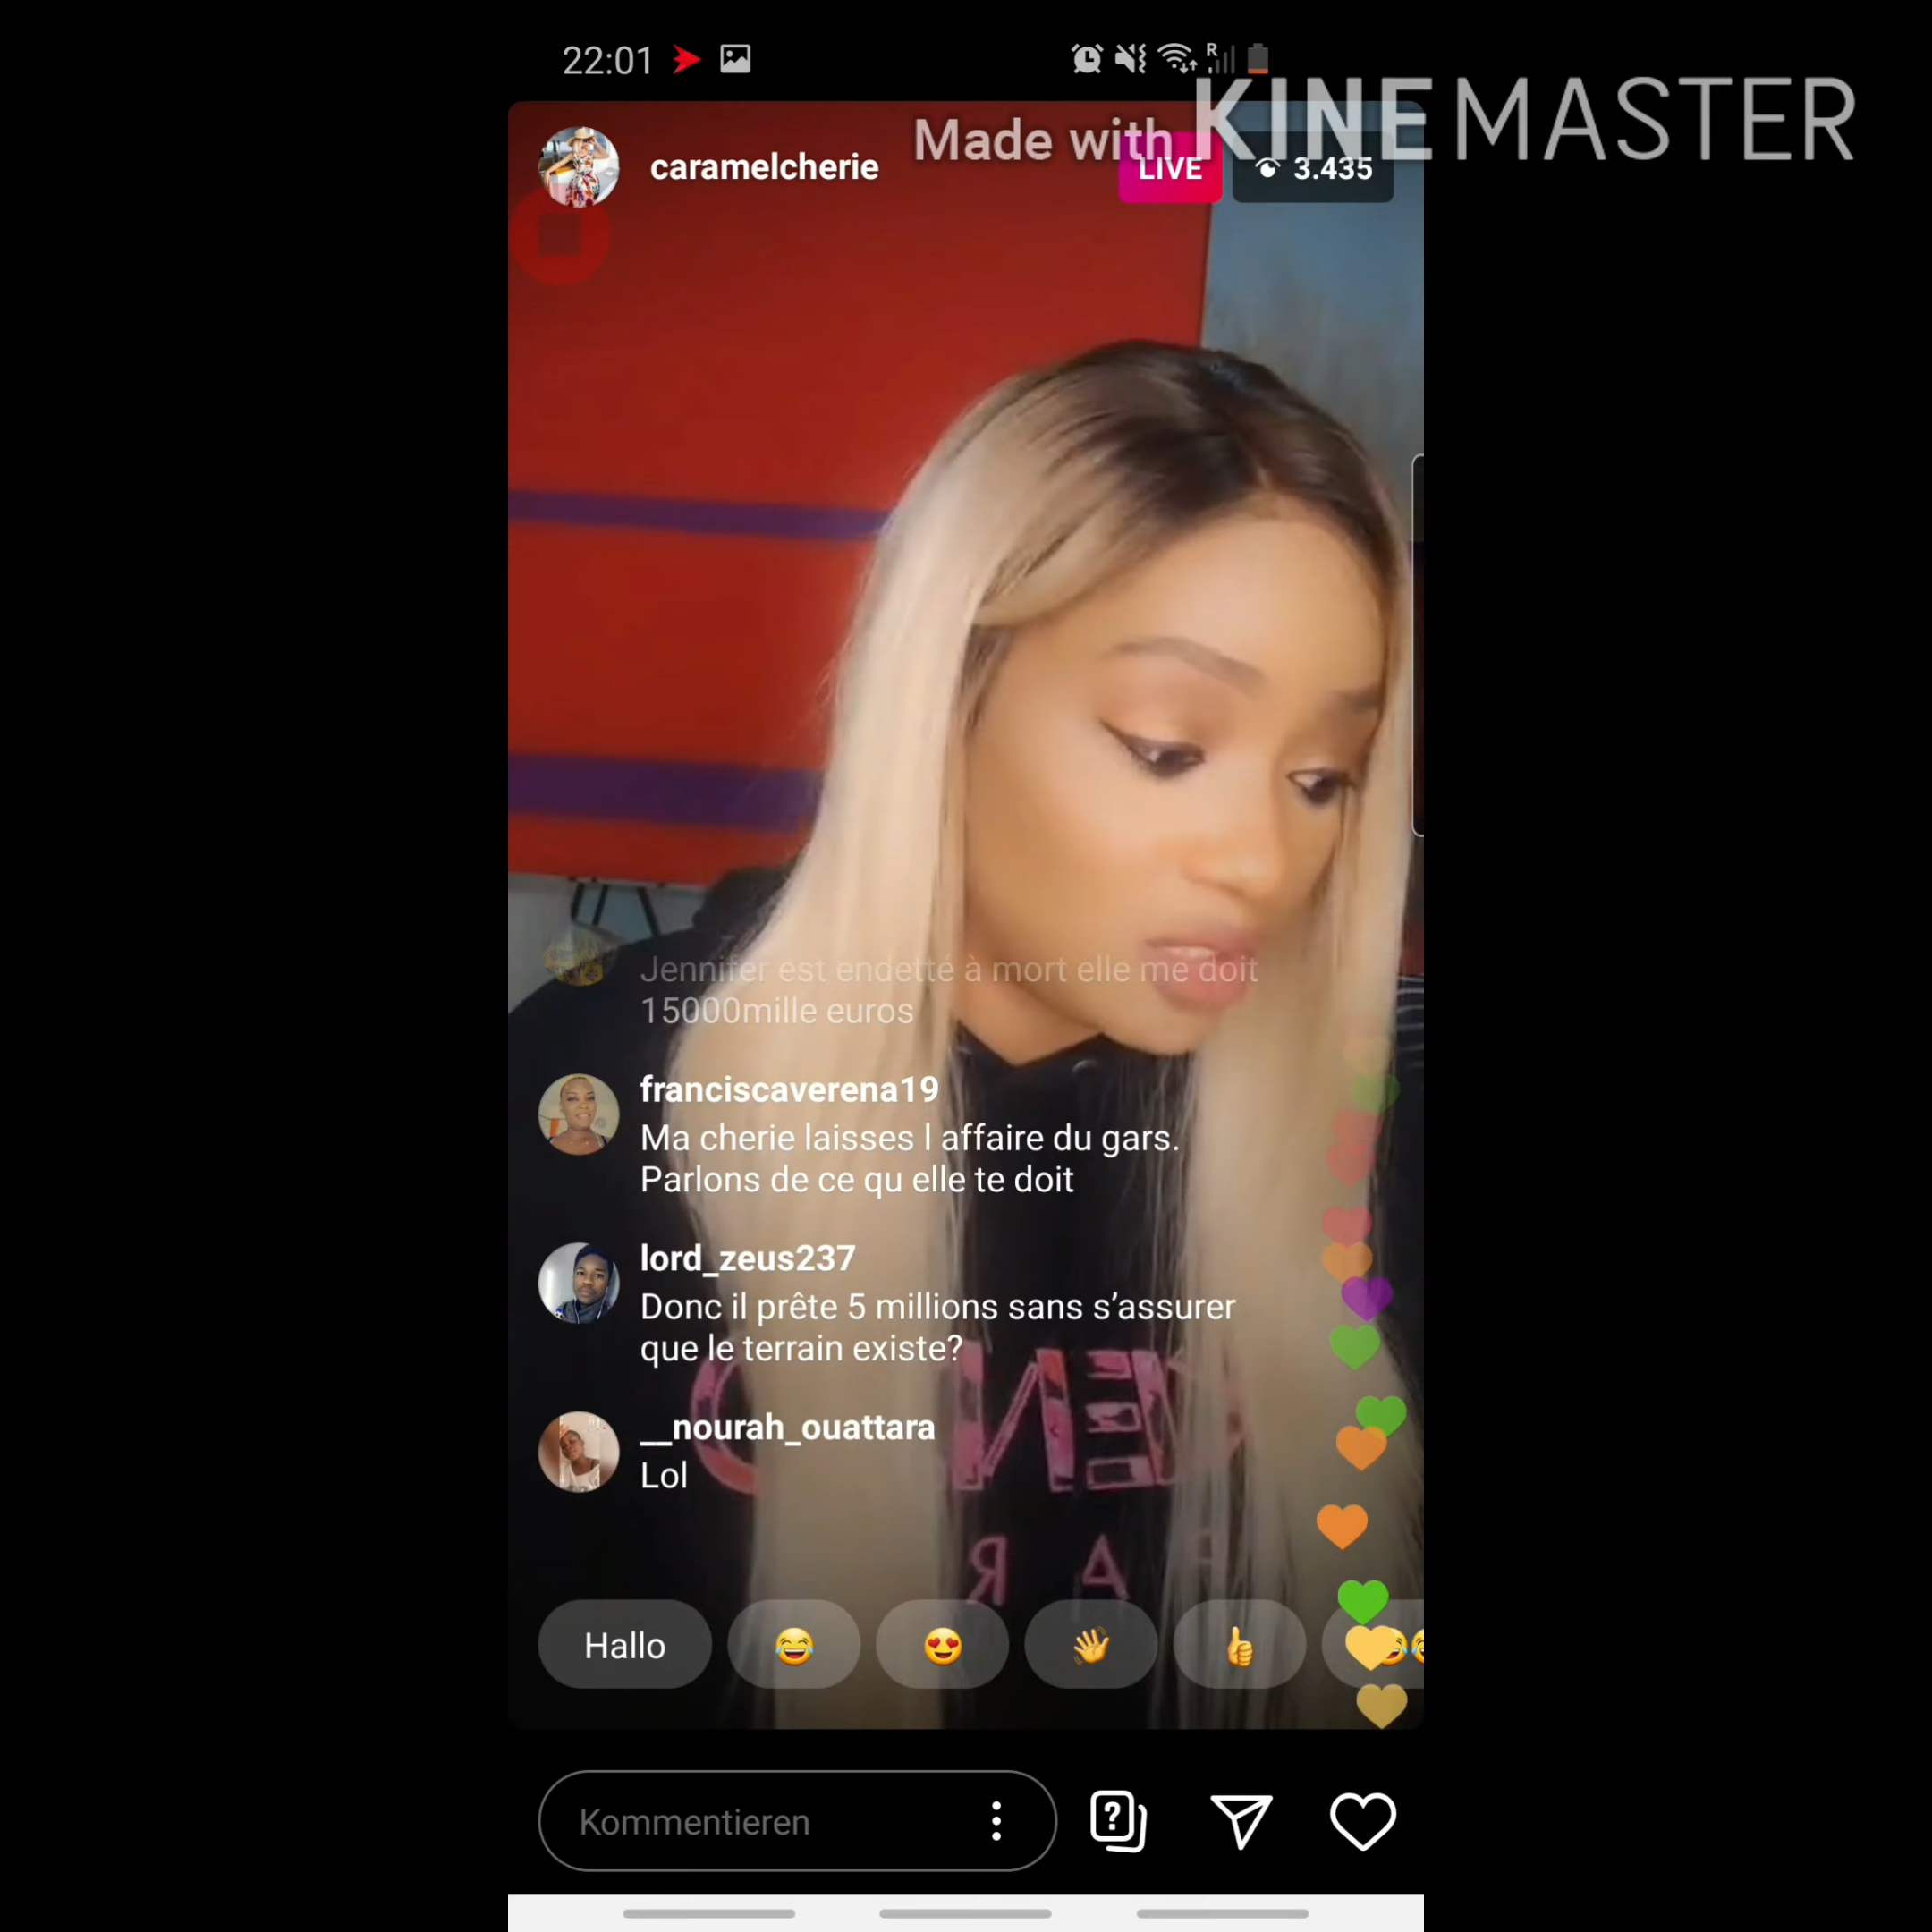 22:01
Made with KINEMASTER
caramelcherie
LIVE
3.435
Jennifer est endetté à mort elle me doit
15000mille euros
franciscaverena19
Ma cherie laisses l affaire du gars.
Parlons de ce qu elle te doit
lord_zeus237
Donc il prête 5 millions sans s’assurer
que le terrain existe?
__nourah_ouattara
Lol
Hallo
Kommentieren